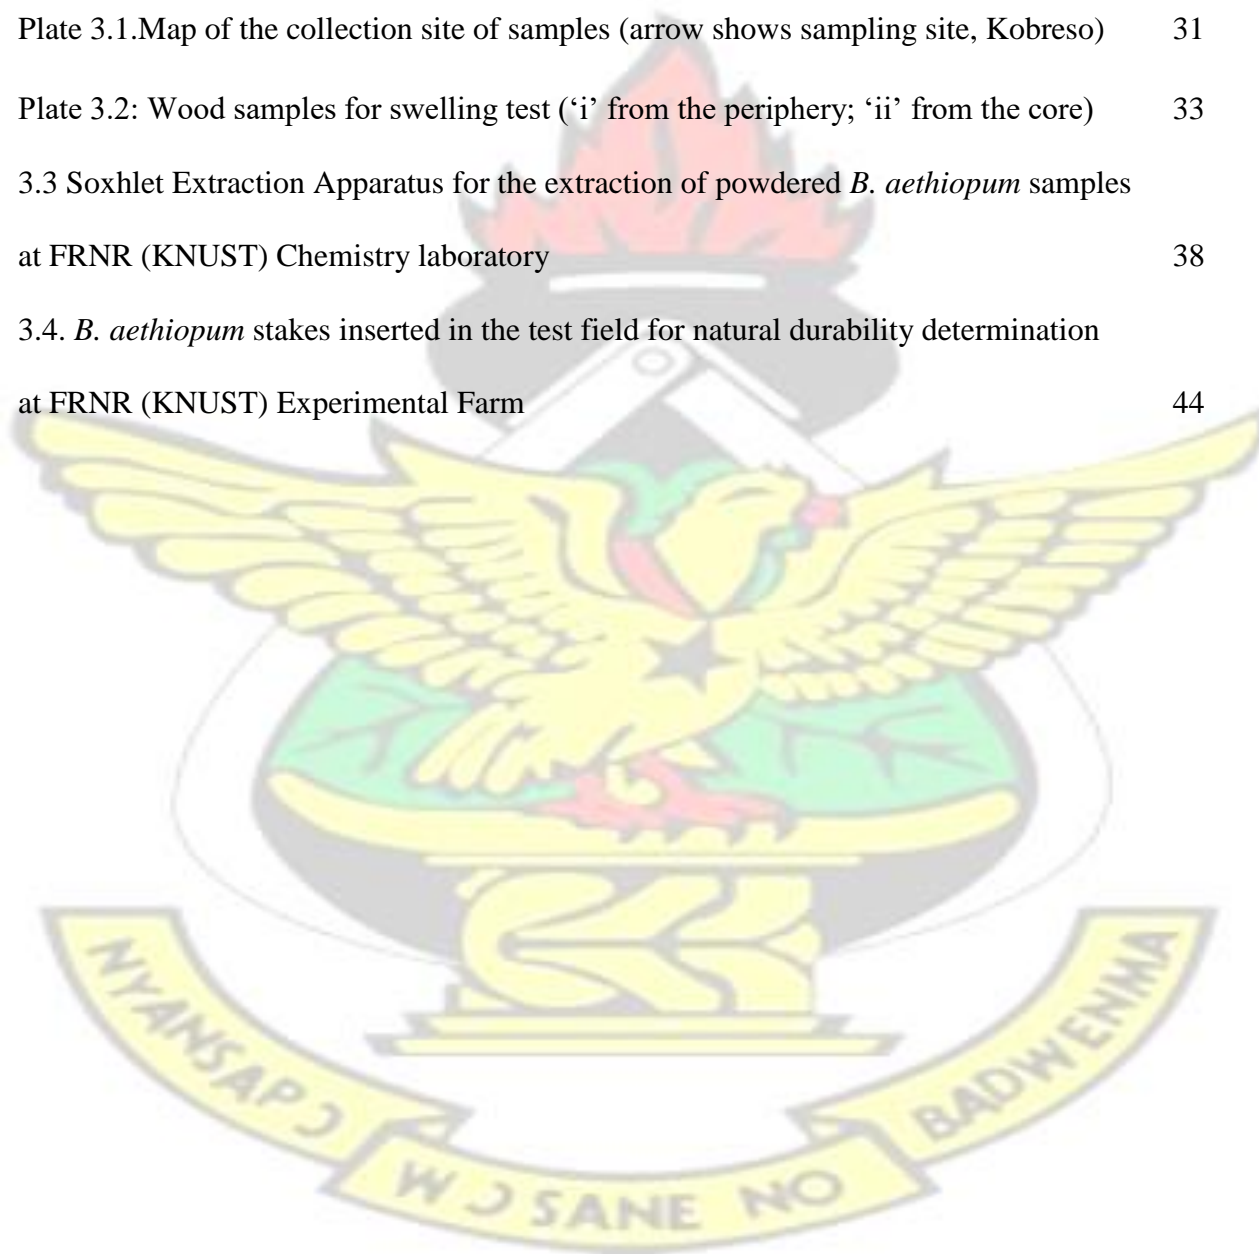 Plate 3.1.Map of the collection site of samples (arrow shows sampling site, Kobreso) 31
Plate 3.2: Wood samples for swelling test (‘i’ from the periphery; ‘ii’ from the core) 33
3.3 Soxhlet Extraction Apparatus for the extraction of powdered B. aethiopum samples
at FRNR (KNUST) Chemistry laboratory 38
3.4. B. aethiopum stakes inserted in the test field for natural durability determination
at FRNR (KNUST) Experimental Farm 44
NYANSAPƆ
WƆSANE NO
BADWENMA